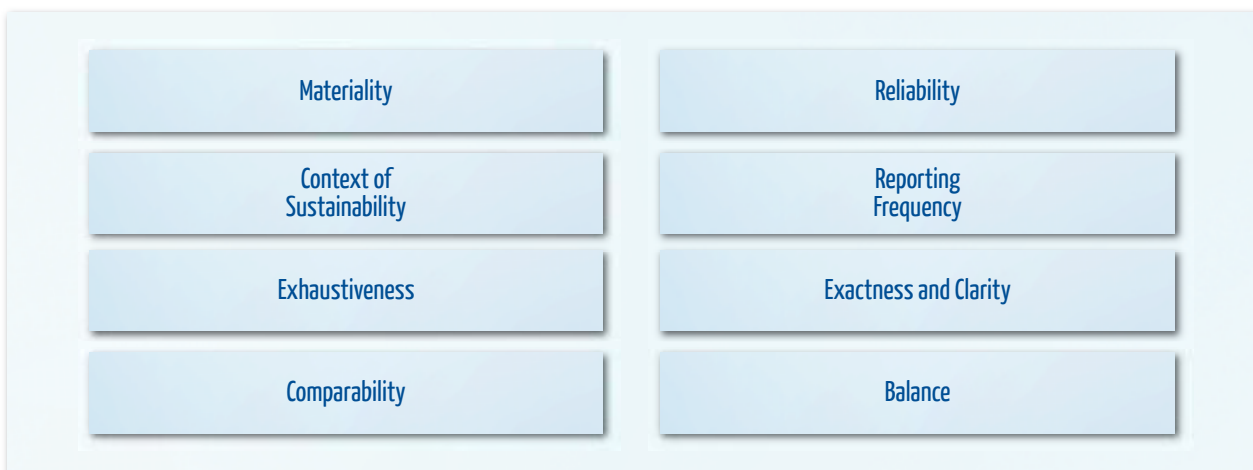 Materiality
Reliability
Context of
Sustainability
Reporting
Frequency
Exhaustiveness
Exactness and Clarity
Comparability
Balance